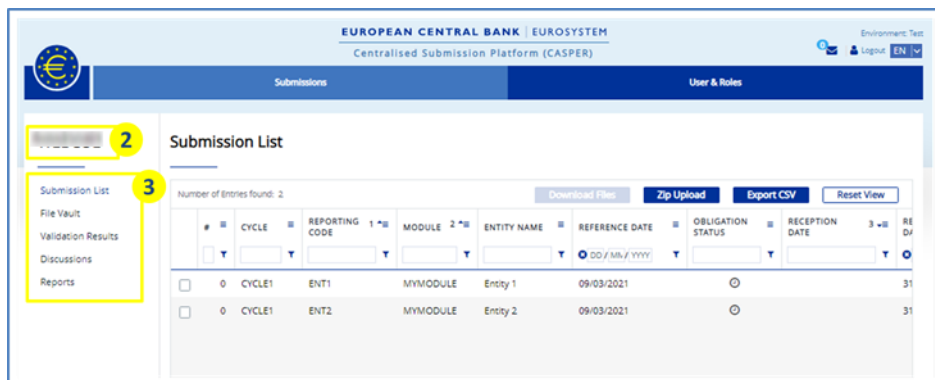 EUROPEAN CENTRAL BANK | EUROSYSTEM
Centralised Submission Platform (CASPER)
Environment: Test
0
Logout EN
Submissions User & Roles
2
Submission List
3
Submission List
File Vault
Validation Results
Discussions
Reports
Number of Entries found: 2 Download Files Zip Upload Export CSV Reset View
# CYCLE REPORTING CODE 1 MODULE 2 ENTITY NAME REFERENCE DATE OBLIGATION STATUS RECEPTION DATE 3 RE DA
DD / MM / YYYY
0 CYCLE1 ENT1 MYMODULE Entity 1 09/03/2021 31
0 CYCLE1 ENT2 MYMODULE Entity 2 09/03/2021 31